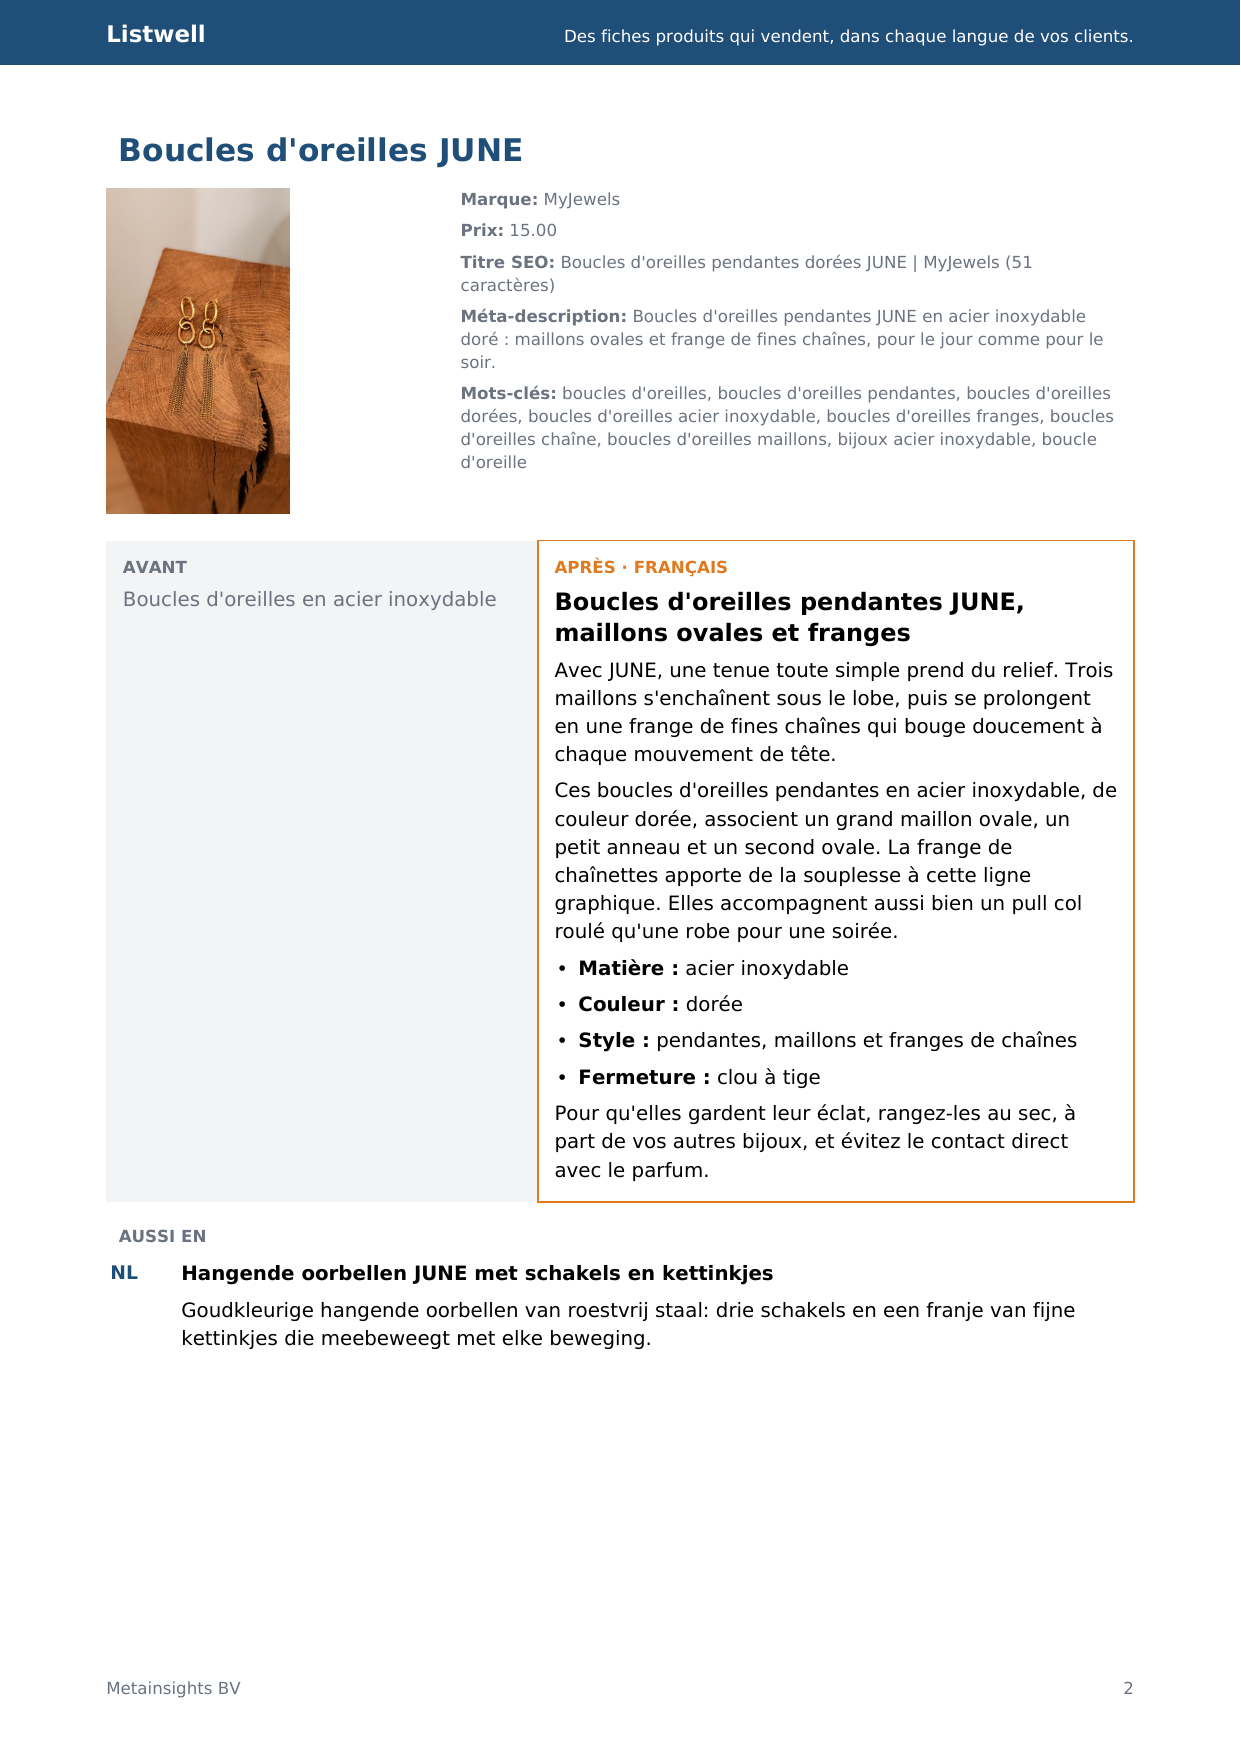 Listwell
Des fiches produits qui vendent, dans chaque langue de vos clients.
Boucles d'oreilles JUNE
Marque: MyJewels
Prix: 15.00
Titre SEO: Boucles d'oreilles pendantes dorées JUNE | MyJewels (51
caractères)
Méta-description: Boucles d'oreilles pendantes JUNE en acier inoxydable
doré : maillons ovales et frange de fines chaînes, pour le jour comme pour le
soir.
Mots-clés: boucles d'oreilles, boucles d'oreilles pendantes, boucles d'oreilles
dorées, boucles d'oreilles acier inoxydable, boucles d'oreilles franges, boucles
d'oreilles chaîne, boucles d'oreilles maillons, bijoux acier inoxydable, boucle
d'oreille
AVANT
Boucles d'oreilles en acier inoxydable
APRÈS · FRANÇAIS
Boucles d'oreilles pendantes JUNE,
maillons ovales et franges
Avec JUNE, une tenue toute simple prend du relief. Trois
maillons s'enchaînent sous le lobe, puis se prolongent
en une frange de fines chaînes qui bouge doucement à
chaque mouvement de tête.
Ces boucles d'oreilles pendantes en acier inoxydable, de
couleur dorée, associent un grand maillon ovale, un
petit anneau et un second ovale. La frange de
chaînettes apporte de la souplesse à cette ligne
graphique. Elles accompagnent aussi bien un pull col
roulé qu'une robe pour une soirée.
• Matière : acier inoxydable
• Couleur : dorée
• Style : pendantes, maillons et franges de chaînes
• Fermeture : clou à tige
Pour qu'elles gardent leur éclat, rangez-les au sec, à
part de vos autres bijoux, et évitez le contact direct
avec le parfum.
AUSSI EN
NL
Hangende oorbellen JUNE met schakels en kettinkjes
Goudkleurige hangende oorbellen van roestvrij staal: drie schakels en een franje van fijne
kettinkjes die meebeweegt met elke beweging.
Metainsights BV
2